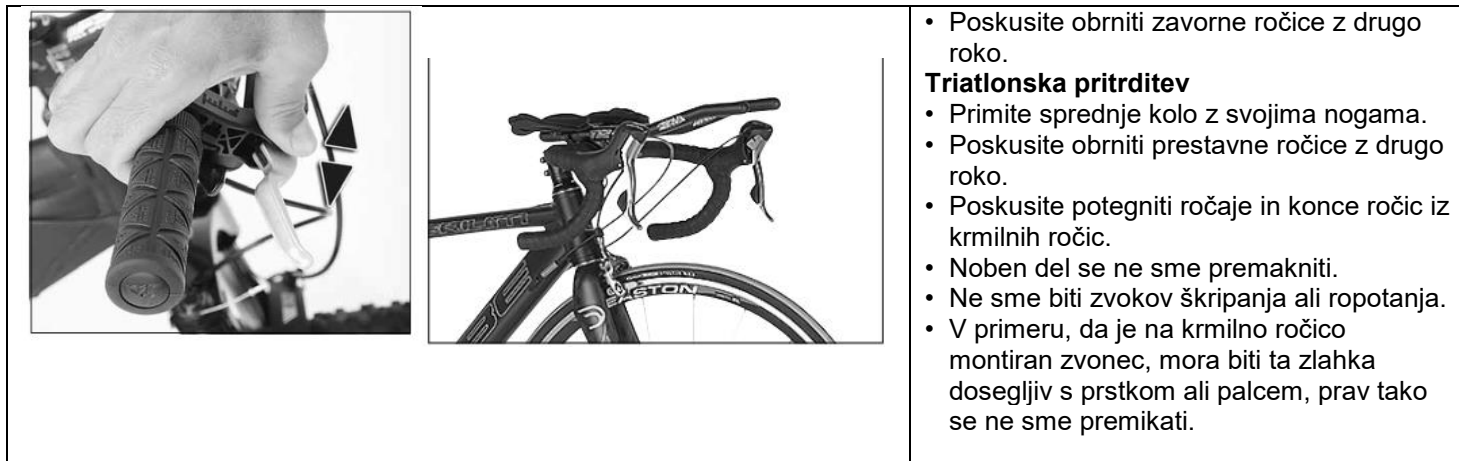 • Poskusite obrniti zavorne ročice z drugo
roko.
Triatlonska pritrditev
• Primite sprednje kolo z svojima nogama.
• Poskusite obrniti prestavne ročice z drugo
roko.
• Poskusite potegniti ročaje in konce ročic iz
krmilnih ročic.
• Noben del se ne sme premakniti.
• Ne sme biti zvokov škripanja ali ropotanja.
• V primeru, da je na krmilno ročico
montiran zvonec, mora biti ta zlahka
dosegljiv s prstkom ali palcem, prav tako
se ne sme premikati.
EASTON